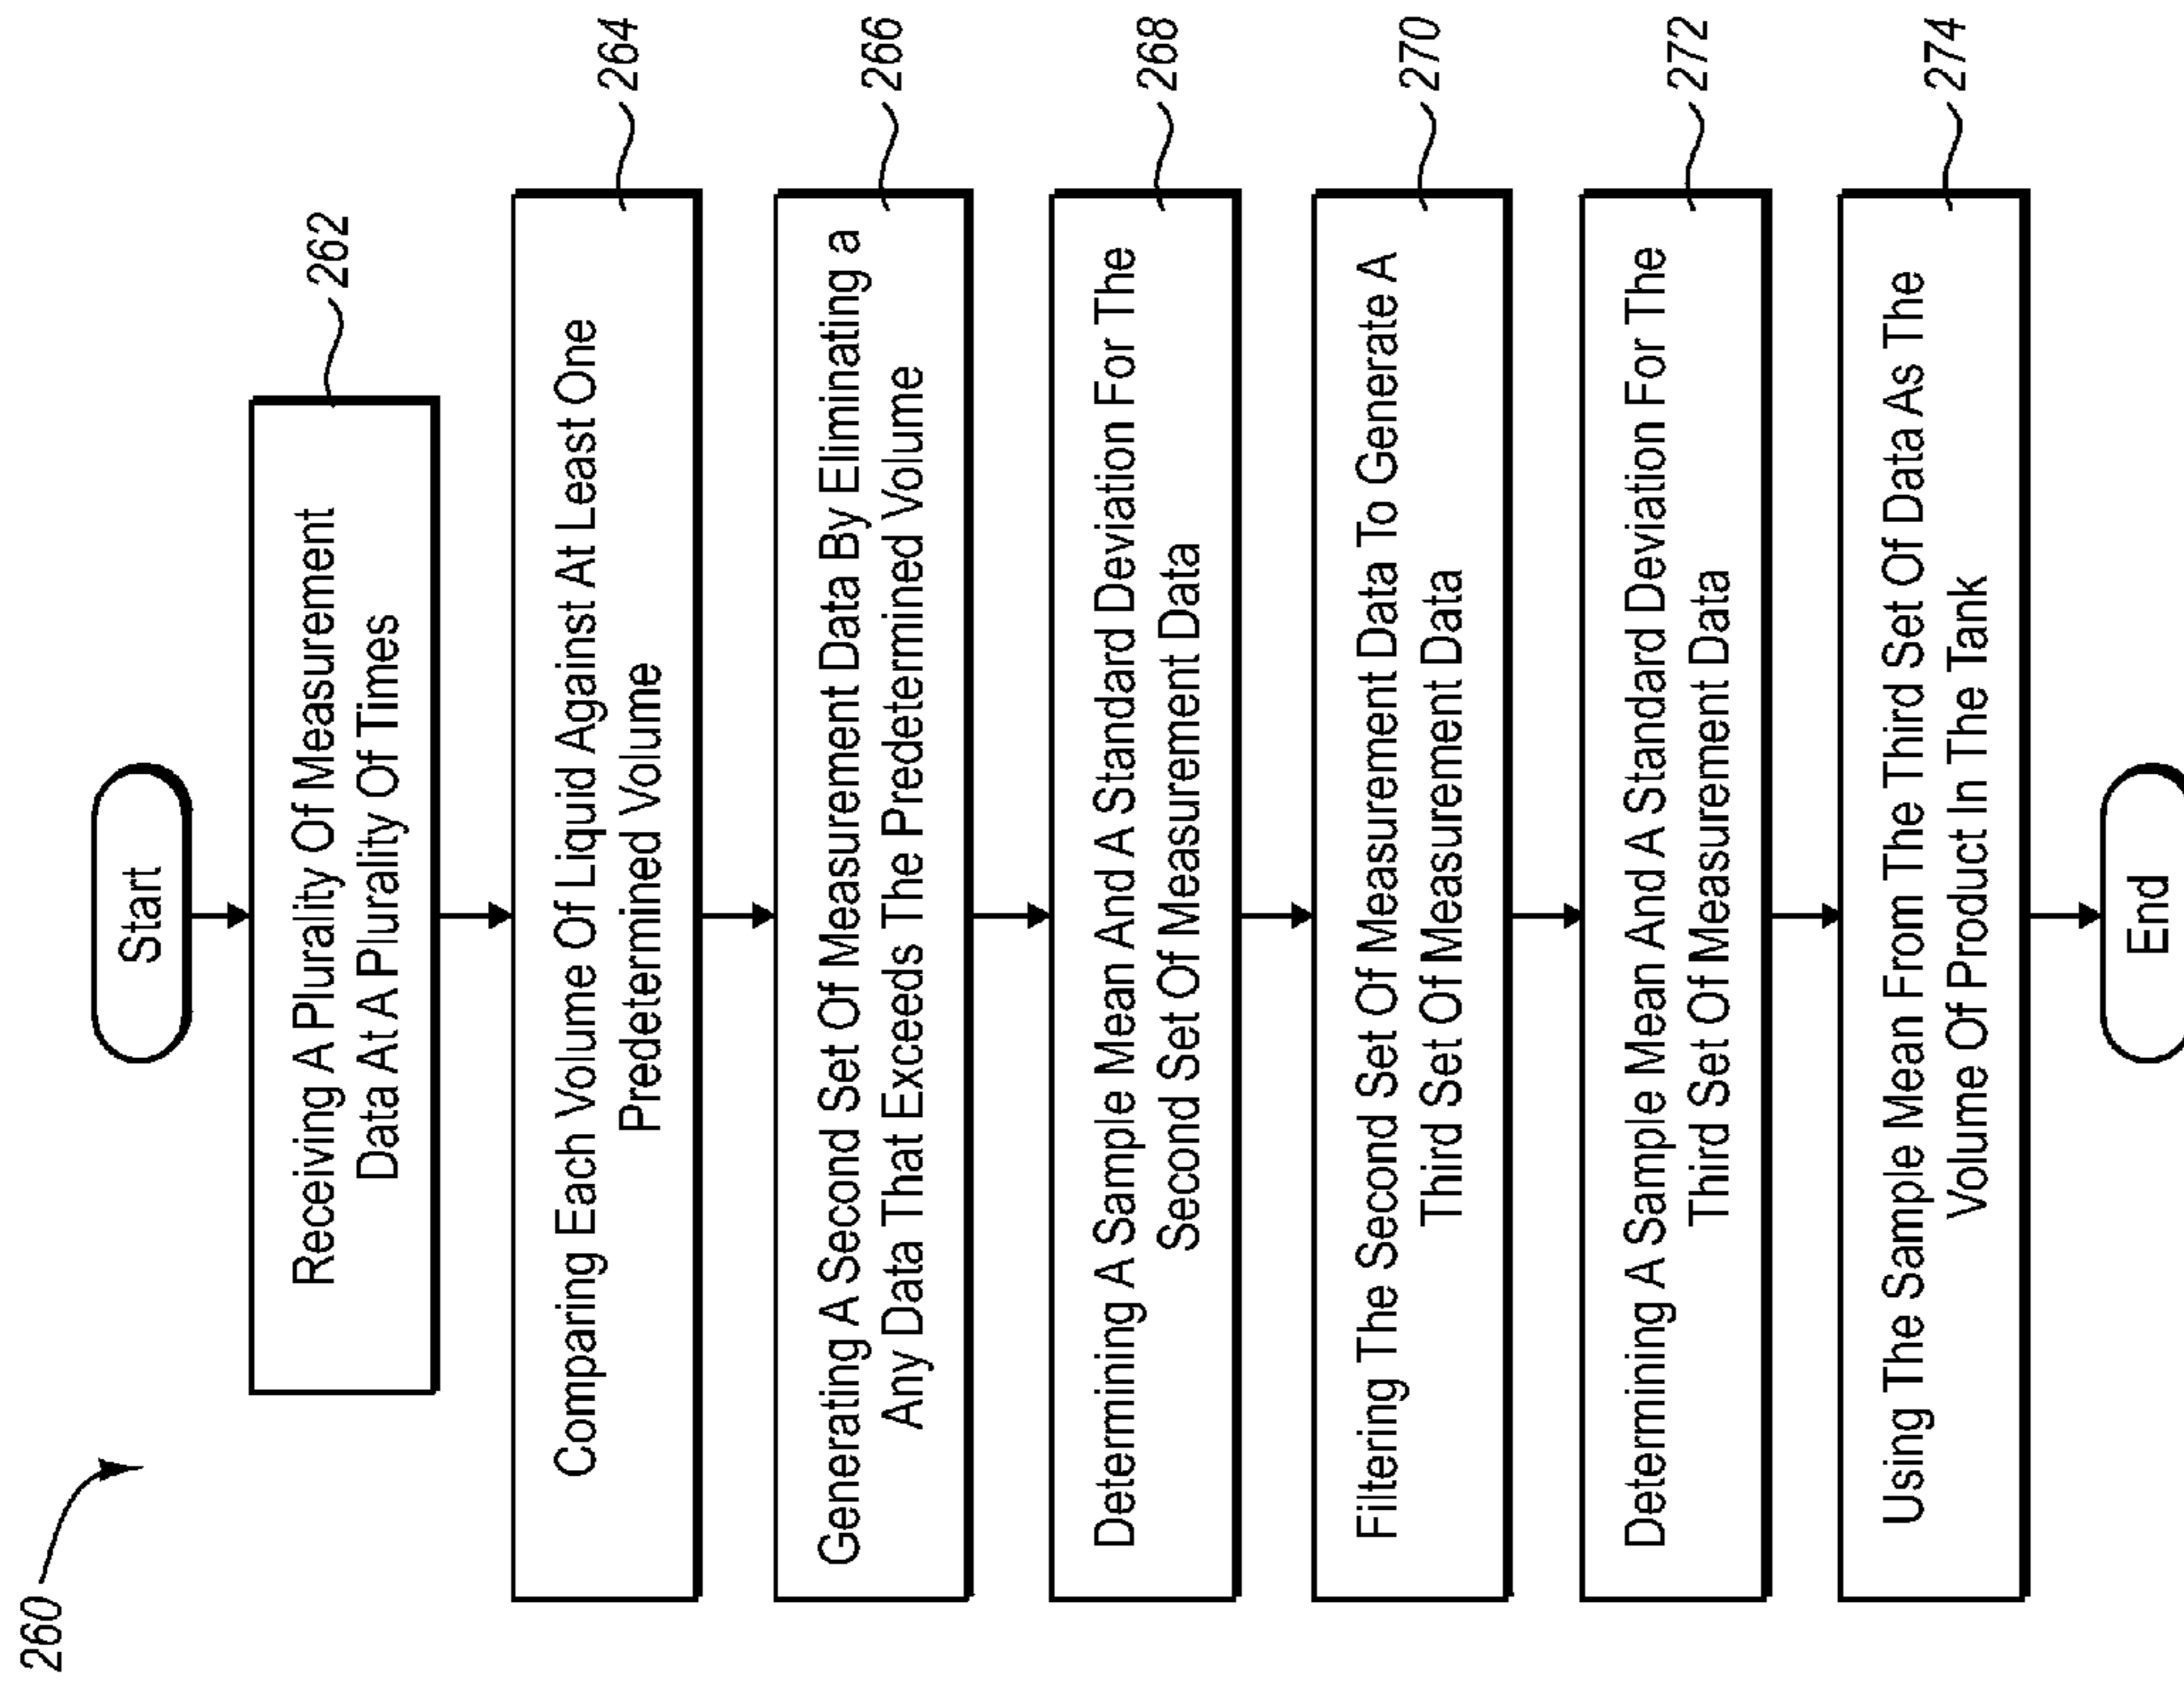 260
Start
Receiving A Plurality Of Measurement
Data At A Plurality Of Times
262
Comparing Each Volume Of Liquid Against At Least One
Predetermined Volume
264
Generating A Second Set Of Measurement Data By Eliminating a
Any Data That Exceeds The Predetermined Volume
266
Determining A Sample Mean And A Standard Deviation For The
Second Set Of Measurement Data
268
Filtering The Second Set Of Measurement Data To Generate A
Third Set Of Measurement Data
270
Determining A Sample Mean And A Standard Deviation For The
Third Set Of Measurement Data
272
Using The Sample Mean From The Third Set Of Data As The
Volume Of Product In The Tank
274
End